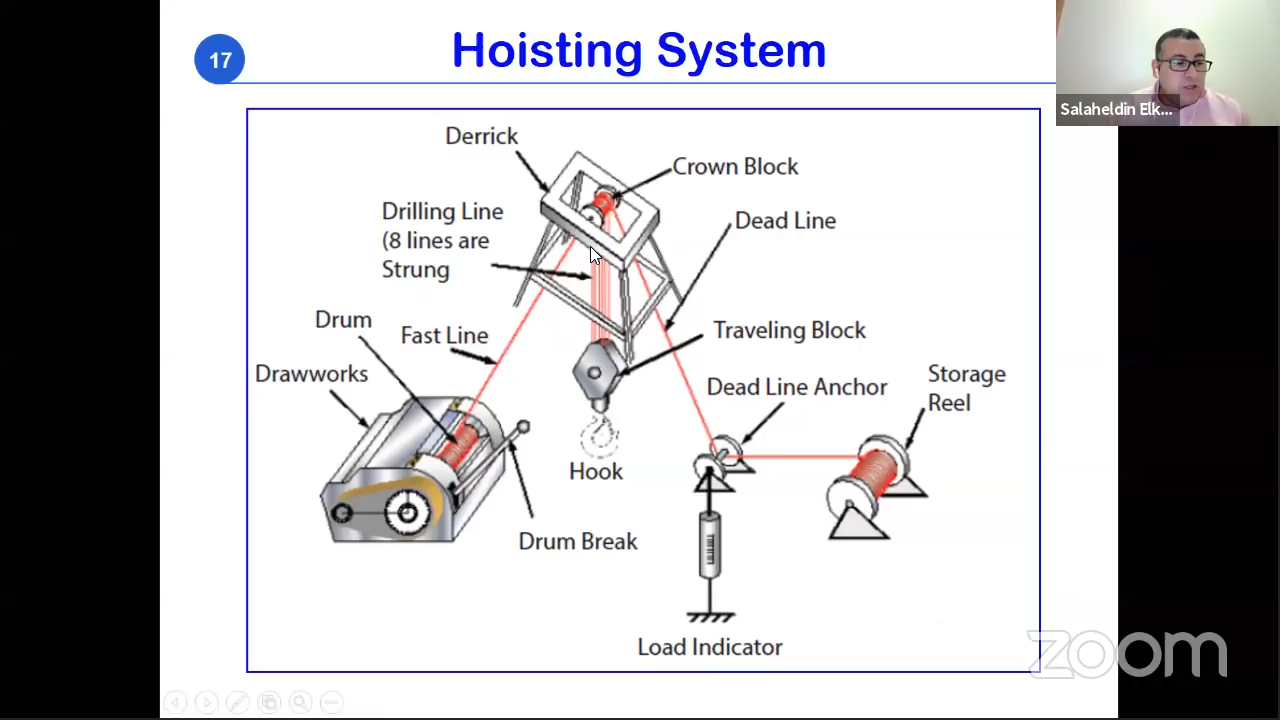 17
Hoisting System
Salaheldin Elk...
Derrick
Crown Block
Drilling Line
(8 lines are
Strung
Dead Line
Drum
Fast Line
Traveling Block
Drawworks
Dead Line Anchor
Storage
Reel
Hook
Drum Break
Load Indicator
zoom